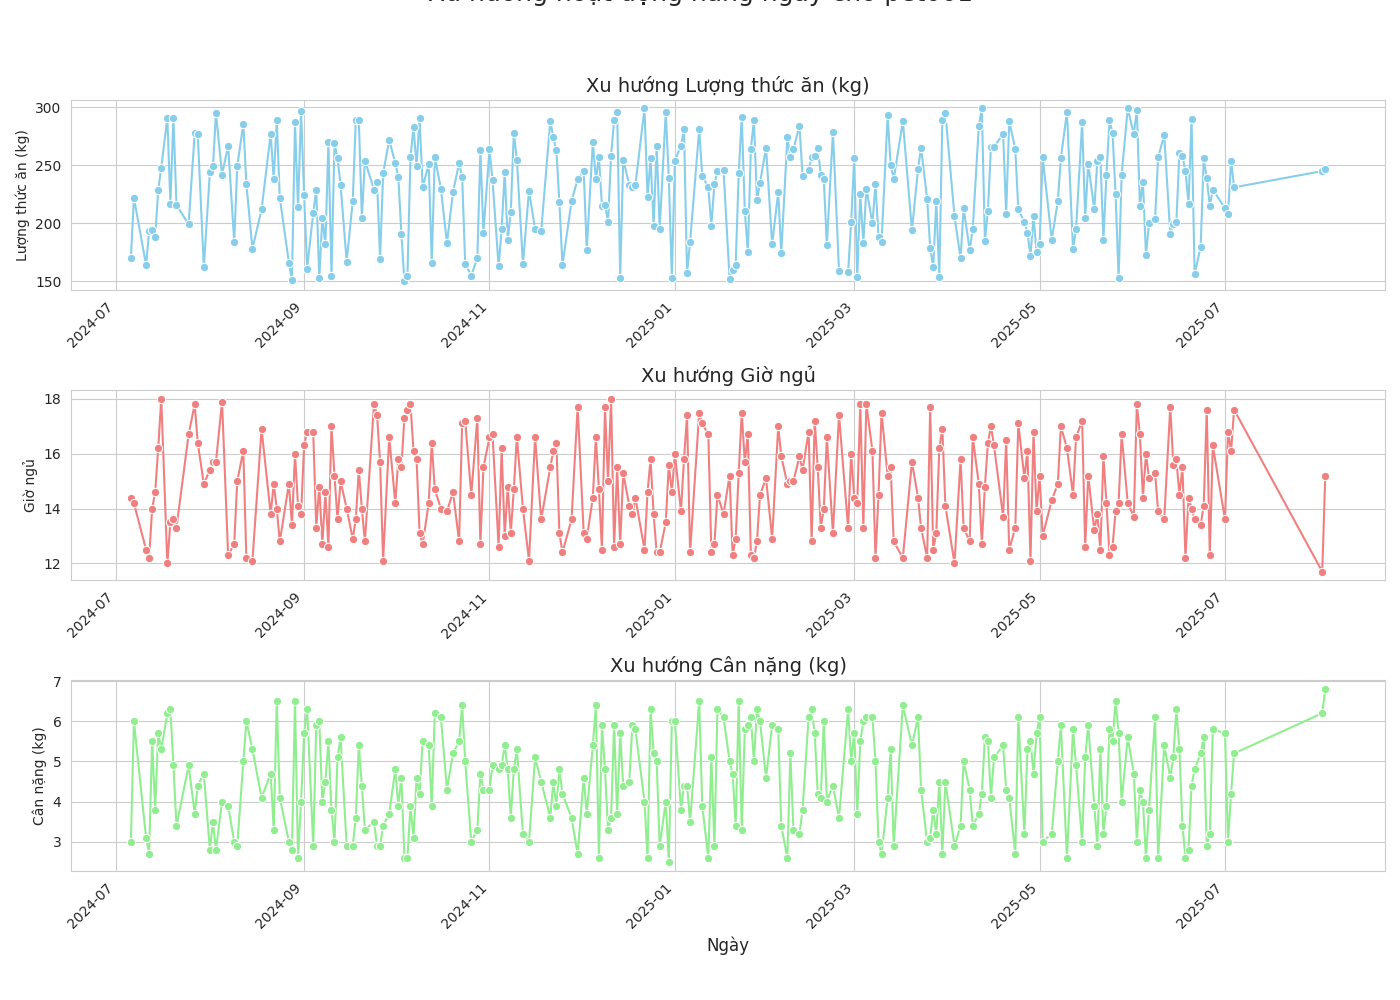 Xu hướng Lượng thức ăn (kg)
Lượng thức ăn (kg)
300
250
200
150
2024-07 2024-09 2024-11 2025-01 2025-03 2025-05 2025-07
Xu hướng Giờ ngủ
Giờ ngủ
18
16
14
12
2024-07 2024-09 2024-11 2025-01 2025-03 2025-05 2025-07
Xu hướng Cân nặng (kg)
Cân nặng (kg)
7
6
5
4
3
2024-07 2024-09 2024-11 2025-01 2025-03 2025-05 2025-07
Ngày